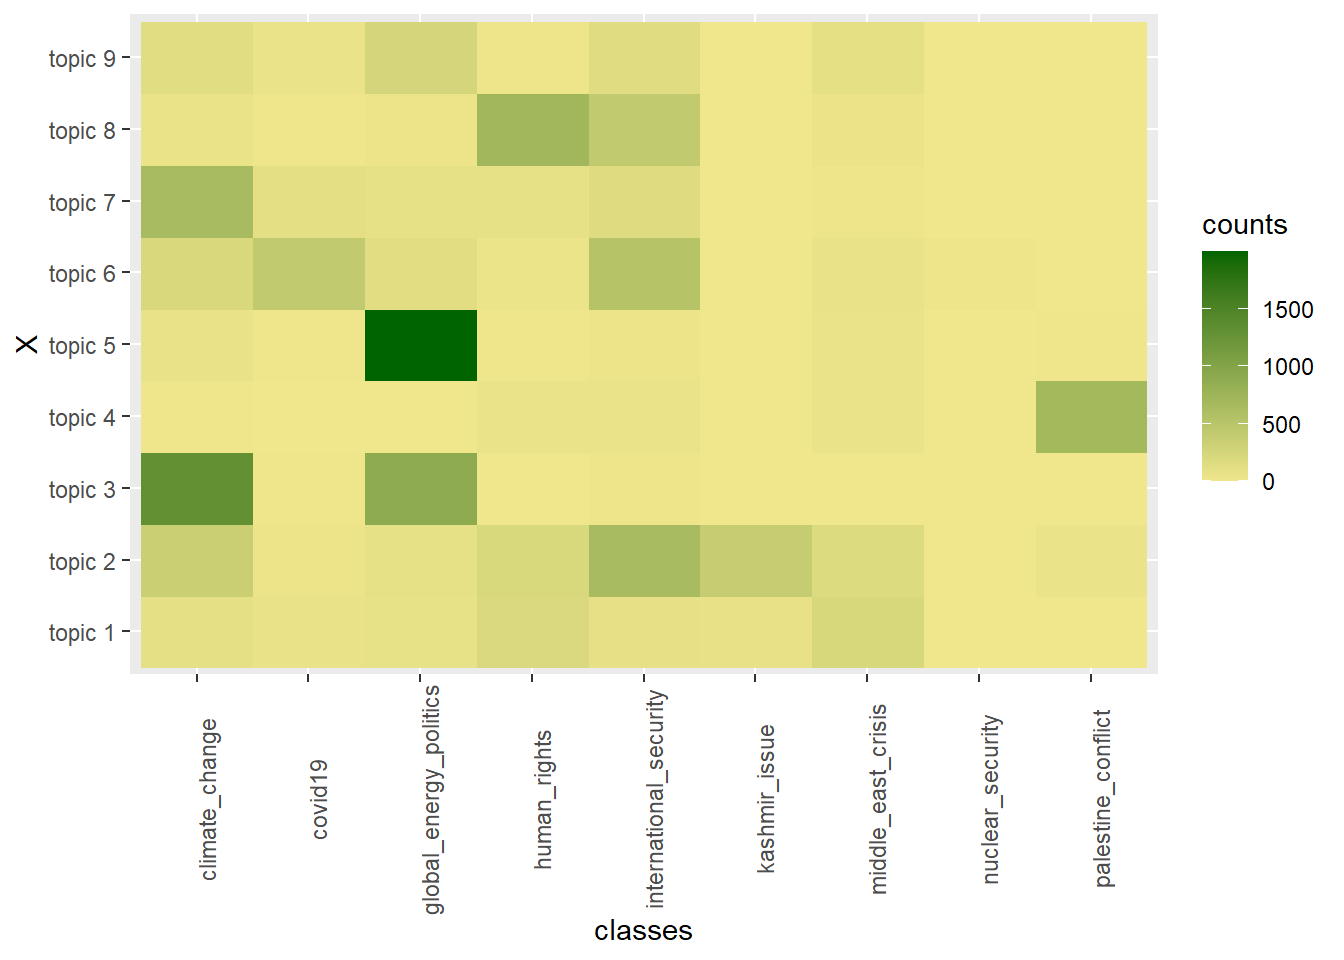 topic 9
topic 8
topic 7
topic 6
topic 5
topic 4
topic 3
topic 2
topic 1
X
climate_change
covid19
global_energy_politics
human_rights
international_security
kashmir_issue
middle_east_crisis
nuclear_security
palestine_conflict
classes
counts
1500
1000
500
0